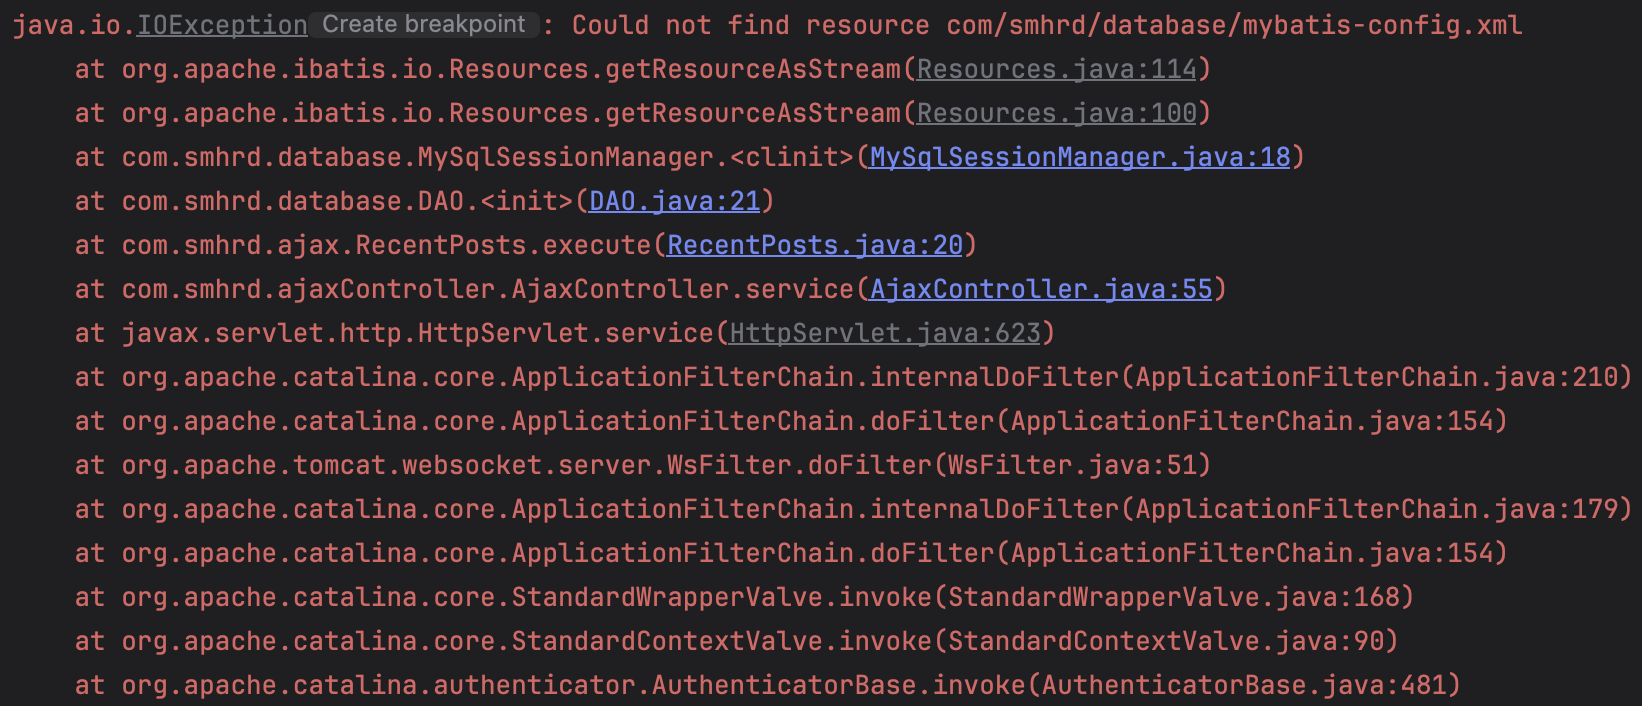 java.io.IOException Create breakpoint : Could not find resource com/smhrd/database/mybatis-config.xml
at org.apache.ibatis.io.Resources.getResourceAsStream(Resources.java:114)
at org.apache.ibatis.io.Resources.getResourceAsStream(Resources.java:100)
at com.smhrd.database.MySqlSessionManager.<clinit>(MySqlSessionManager.java:18)
at com.smhrd.database.DAO.<init>(DAO.java:21)
at com.smhrd.ajax.RecentPosts.execute(RecentPosts.java:20)
at com.smhrd.ajaxController.AjaxController.service(AjaxController.java:55)
at javax.servlet.http.HttpServlet.service(HttpServlet.java:623)
at org.apache.catalina.core.ApplicationFilterChain.internalDoFilter(ApplicationFilterChain.java:210)
at org.apache.catalina.core.ApplicationFilterChain.doFilter(ApplicationFilterChain.java:154)
at org.apache.tomcat.websocket.server.WsFilter.doFilter(WsFilter.java:51)
at org.apache.catalina.core.ApplicationFilterChain.internalDoFilter(ApplicationFilterChain.java:179)
at org.apache.catalina.core.ApplicationFilterChain.doFilter(ApplicationFilterChain.java:154)
at org.apache.catalina.core.StandardWrapperValve.invoke(StandardWrapperValve.java:168)
at org.apache.catalina.core.StandardContextValve.invoke(StandardContextValve.java:90)
at org.apache.catalina.authenticator.AuthenticatorBase.invoke(AuthenticatorBase.java:481)